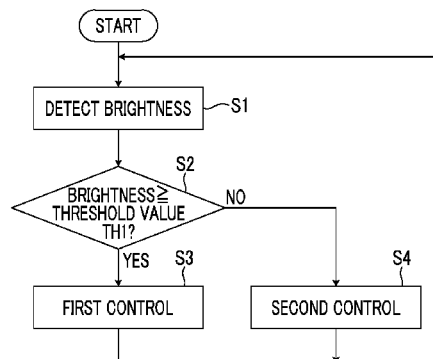 START
DETECT BRIGHTNESS
S1
S2
BRIGHTNESS≧
THRESHOLD VALUE
TH1?
NO
YES
S3
S4
FIRST CONTROL
SECOND CONTROL